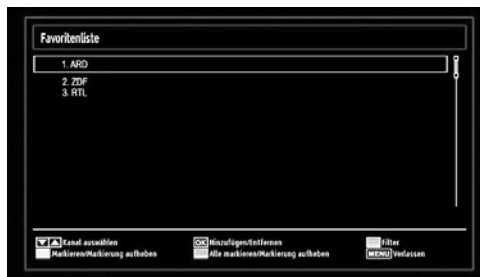 Favoritenliste
1. ARD
2. ZDF
3. RTL
Kanal auswählen OK Hinzufügen/Entfernen Filter
Markieren/Markierung aufheben Alle markieren/Markierung aufheben MENU Verlassen